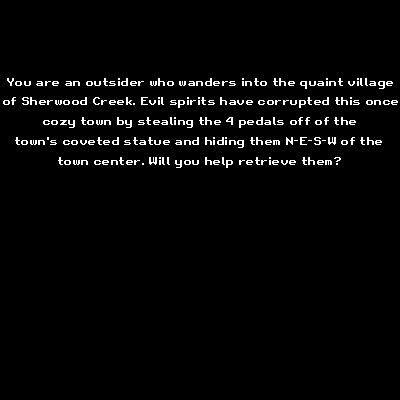 You are an outsider who wanders into the quaint village
of Sherwood Creek. Evil spirits have corrupted this once
cozy town by stealing the 4 pedals off of the
town's coveted statue and hiding them N-E-S-W of the
town center. Will you help retrieve them?